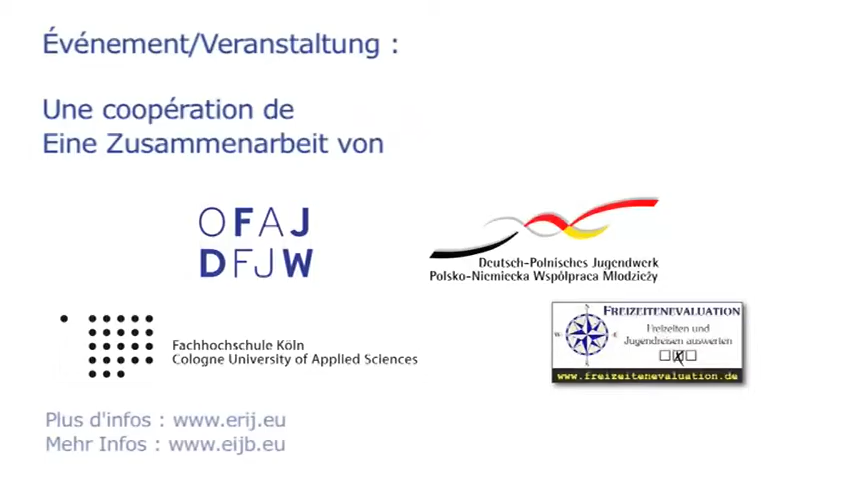 Événement/Veranstaltung :
Une coopération de
Eine Zusammenarbeit von
OFAJ
DFJW
Deutsch-Polnisches Jugendwerk
Polsko-Niemiecka Współpraca Młodzieży
Fachhochschule Köln
Cologne University of Applied Sciences
FREIZEITENEVALUATION
W E
Freizeiten und
Jugendreisen auswerten
www.freizeitenevaluation.de
Plus d'infos : www.erij.eu
Mehr Infos : www.eijb.eu